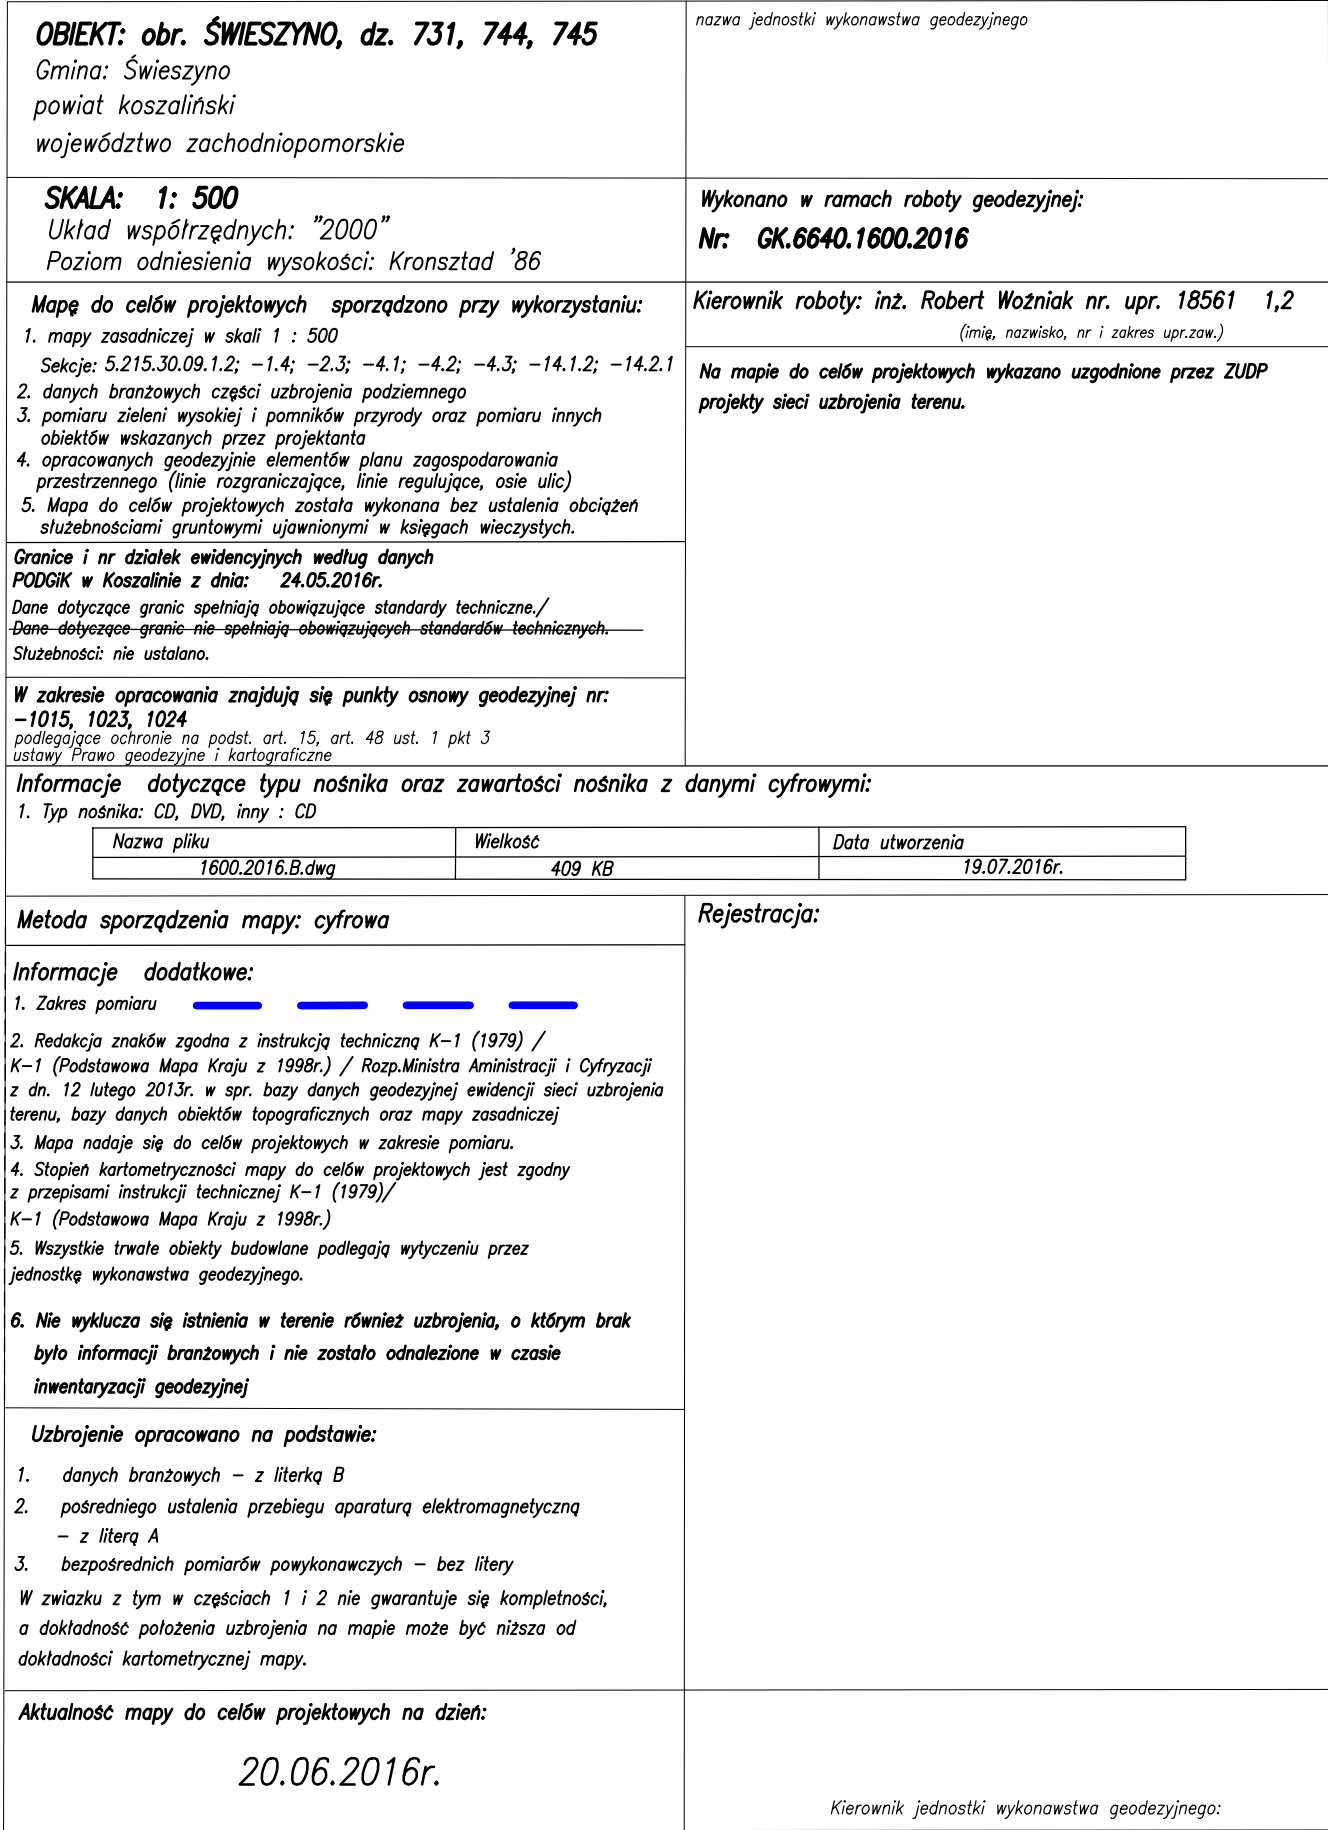 OBIEKT: obr. ŚWIESZYNO, dz. 731, 744, 745
Gmina: Świeszyno
powiat koszaliński
województwo zachodniopomorskie
nazwa jednostki wykonawstwa geodezyjnego
SKALA: 1: 500
Układ współrzędnych: "2000"
Poziom odniesienia wysokości: Kronsztad '86
Wykonano w ramach roboty geodezyjnej:
Nr: GK.6640.1600.2016
Mapę do celów projektowych sporządzono przy wykorzystaniu:
1. mapy zasadniczej w skali 1 : 500
Sekcje: 5.215.30.09.1.2; -1.4; -2.3; -4.1; -4.2; -4.3; -14.1.2; -14.2.1
2. danych branżowych części uzbrojenia podziemnego
3. pomiaru zieleni wysokiej i pomników przyrody oraz pomiaru innych
obiektów wskazanych przez projektanta
4. opracowanych geodezyjnie elementów planu zagospodarowania
przestrzennego (linie rozgraniczające, linie regulujące, osie ulic)
5. Mapa do celów projektowych została wykonana bez ustalenia obciążeń
służebnościami gruntowymi ujawnionymi w księgach wieczystych.
Kierownik roboty: inż. Robert Woźniak nr. upr. 18561 1,2
(imię, nazwisko, nr i zakres upr.zaw.)
Na mapie do celów projektowych wykazano uzgodnione przez ZUDP
projekty sieci uzbrojenia terenu.
Granice i nr działek ewidencyjnych według danych
PODGiK w Koszalinie z dnia: 24.05.2016r.
Dane dotyczące granic spełniają obowiązujące standardy techniczne./
Dane dotyczące granic nie spełniają obowiązujących standardów technicznych.
Służebności: nie ustalano.
W zakresie opracowania znajdują się punkty osnowy geodezyjnej nr:
-1015, 1023, 1024
podlegające ochronie na podst. art. 15, art. 48 ust. 1 pkt 3
ustawy Prawo geodezyjne i kartograficzne
Informacje dotyczące typu nośnika oraz zawartości nośnika z danymi cyfrowymi:
1. Typ nośnika: CD, DVD, inny : CD
Nazwa pliku Wielkość Data utworzenia
1600.2016.B.dwg 409 KB 19.07.2016r.
Metoda sporządzenia mapy: cyfrowa
Rejestracja:
Informacje dodatkowe:
1. Zakres pomiaru
2. Redakcja znaków zgodna z instrukcją techniczną K-1 (1979) /
K-1 (Podstawowa Mapa Kraju z 1998r.) / Rozp.Ministra Aministracji i Cyfryzacji
z dn. 12 lutego 2013r. w spr. bazy danych geodezyjnej ewidencji sieci uzbrojenia
terenu, bazy danych obiektów topograficznych oraz mapy zasadniczej
3. Mapa nadaje się do celów projektowych w zakresie pomiaru.
4. Stopień kartometryczności mapy do celów projektowych jest zgodny
z przepisami instrukcji technicznej K-1 (1979)/
K-1 (Podstawowa Mapa Kraju z 1998r.)
5. Wszystkie trwałe obiekty budowlane podlegają wytyczeniu przez
jednostkę wykonawstwa geodezyjnego.
6. Nie wyklucza się istnienia w terenie również uzbrojenia, o którym brak
było informacji branżowych i nie zostało odnalezione w czasie
inwentaryzacji geodezyjnej
Uzbrojenie opracowano na podstawie:
1. danych branżowych - z literką B
2. pośredniego ustalenia przebiegu aparaturą elektromagnetyczną
- z literą A
3. bezpośrednich pomiarów powykonawczych - bez litery
W zwiazku z tym w częściach 1 i 2 nie gwarantuje się kompletności,
a dokładność położenia uzbrojenia na mapie może być niższa od
dokładności kartometrycznej mapy.
Aktualność mapy do celów projektowych na dzień:
20.06.2016r.
Kierownik jednostki wykonawstwa geodezyjnego: